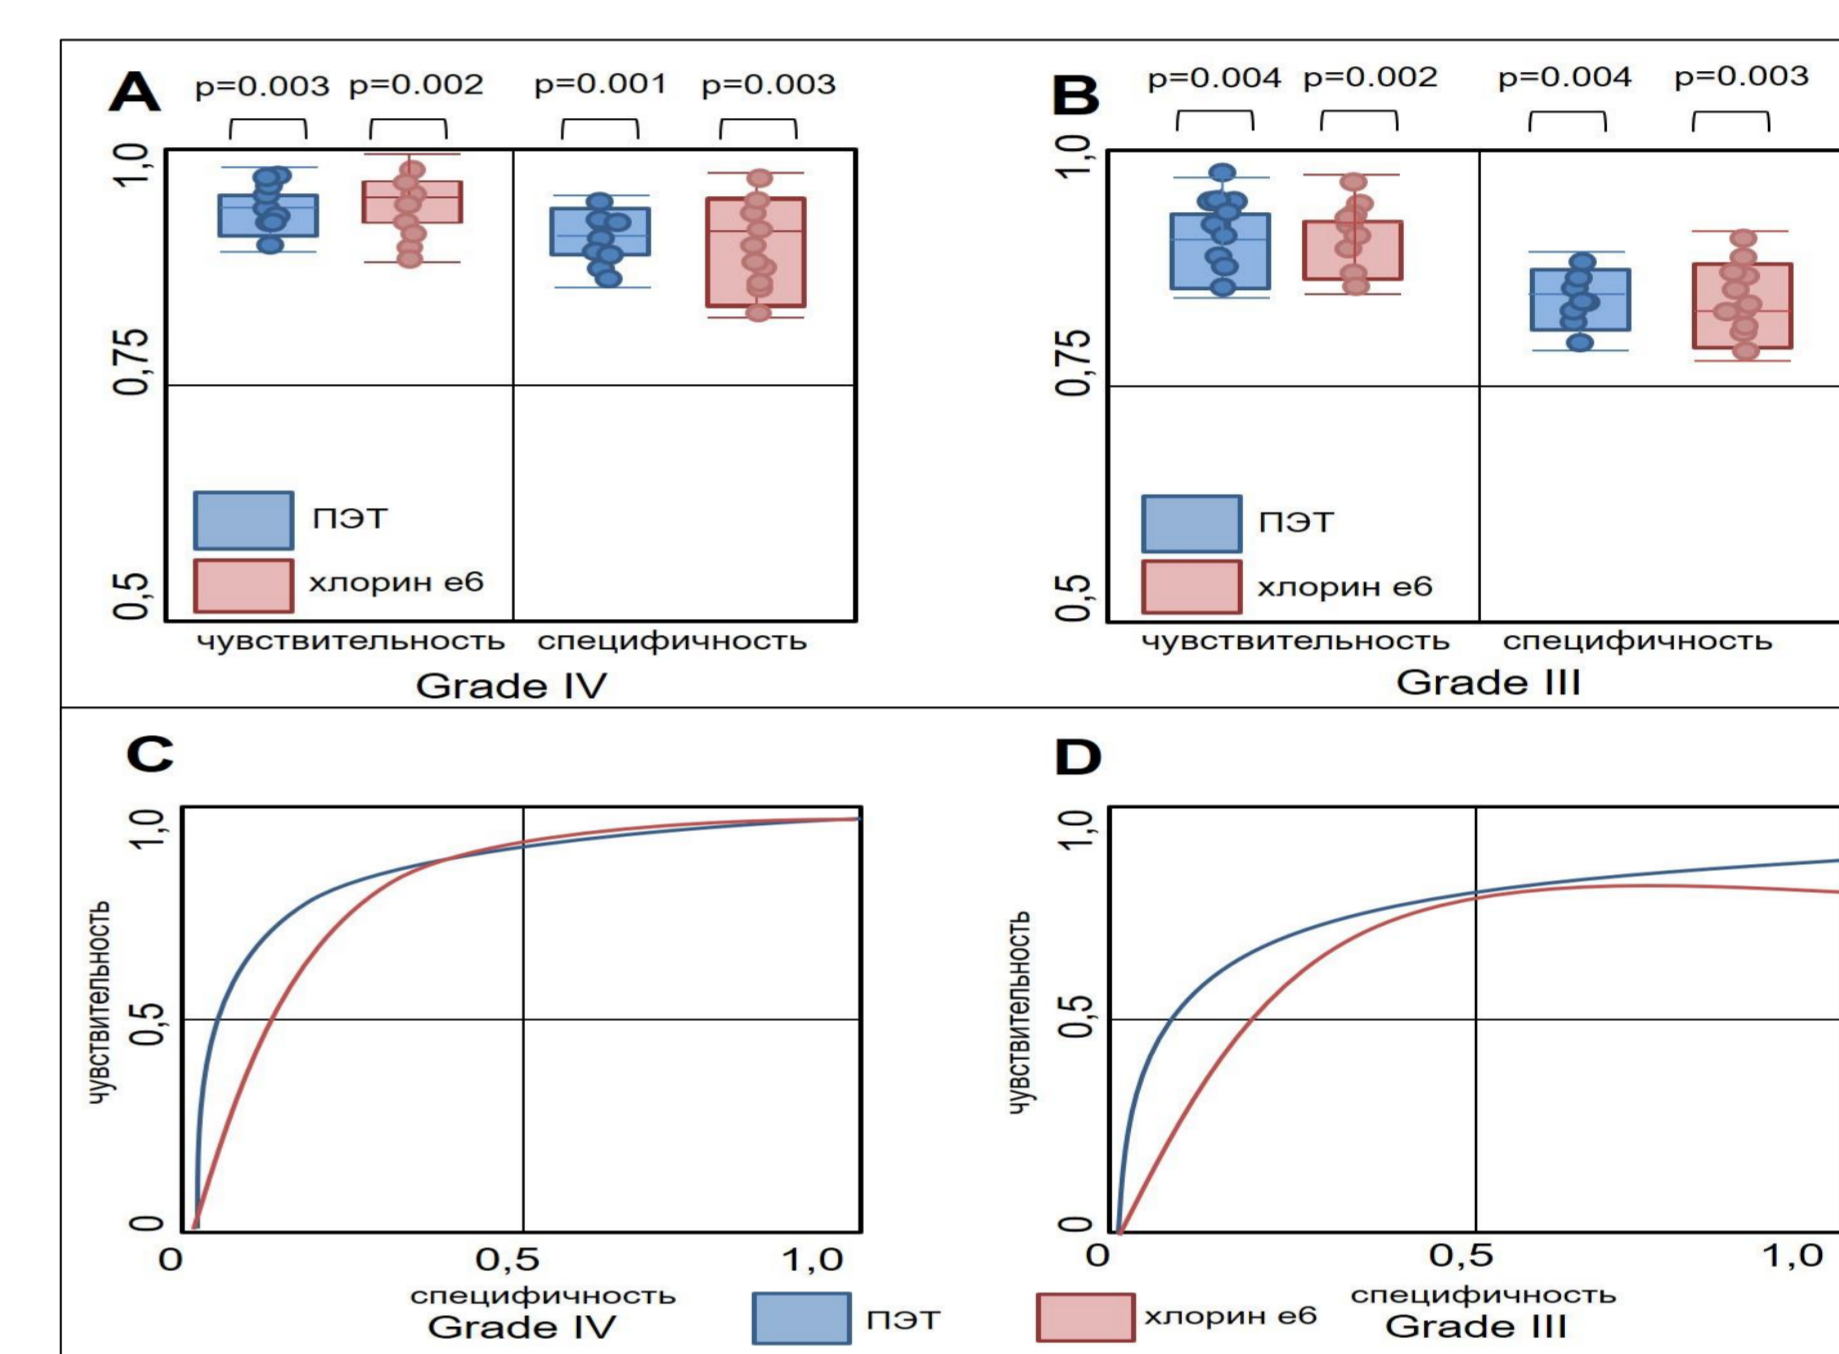 A
p=0.003 p=0.002 p=0.001 p=0.003
1,0
0,75
0,5
ПЭТ
хлорин е6
чувствительность специфичность
Grade IV
B
p=0.004 p=0.002 p=0.004 p=0.003
1,0
0,75
0,5
ПЭТ
хлорин е6
чувствительность специфичность
Grade III
C
чувствительность
1,0
0,5
0
0 0,5 1,0
специфичность
Grade IV
D
чувствительность
1,0
0,5
0
0 0,5 1,0
специфичность
Grade III
ПЭТ
хлорин е6